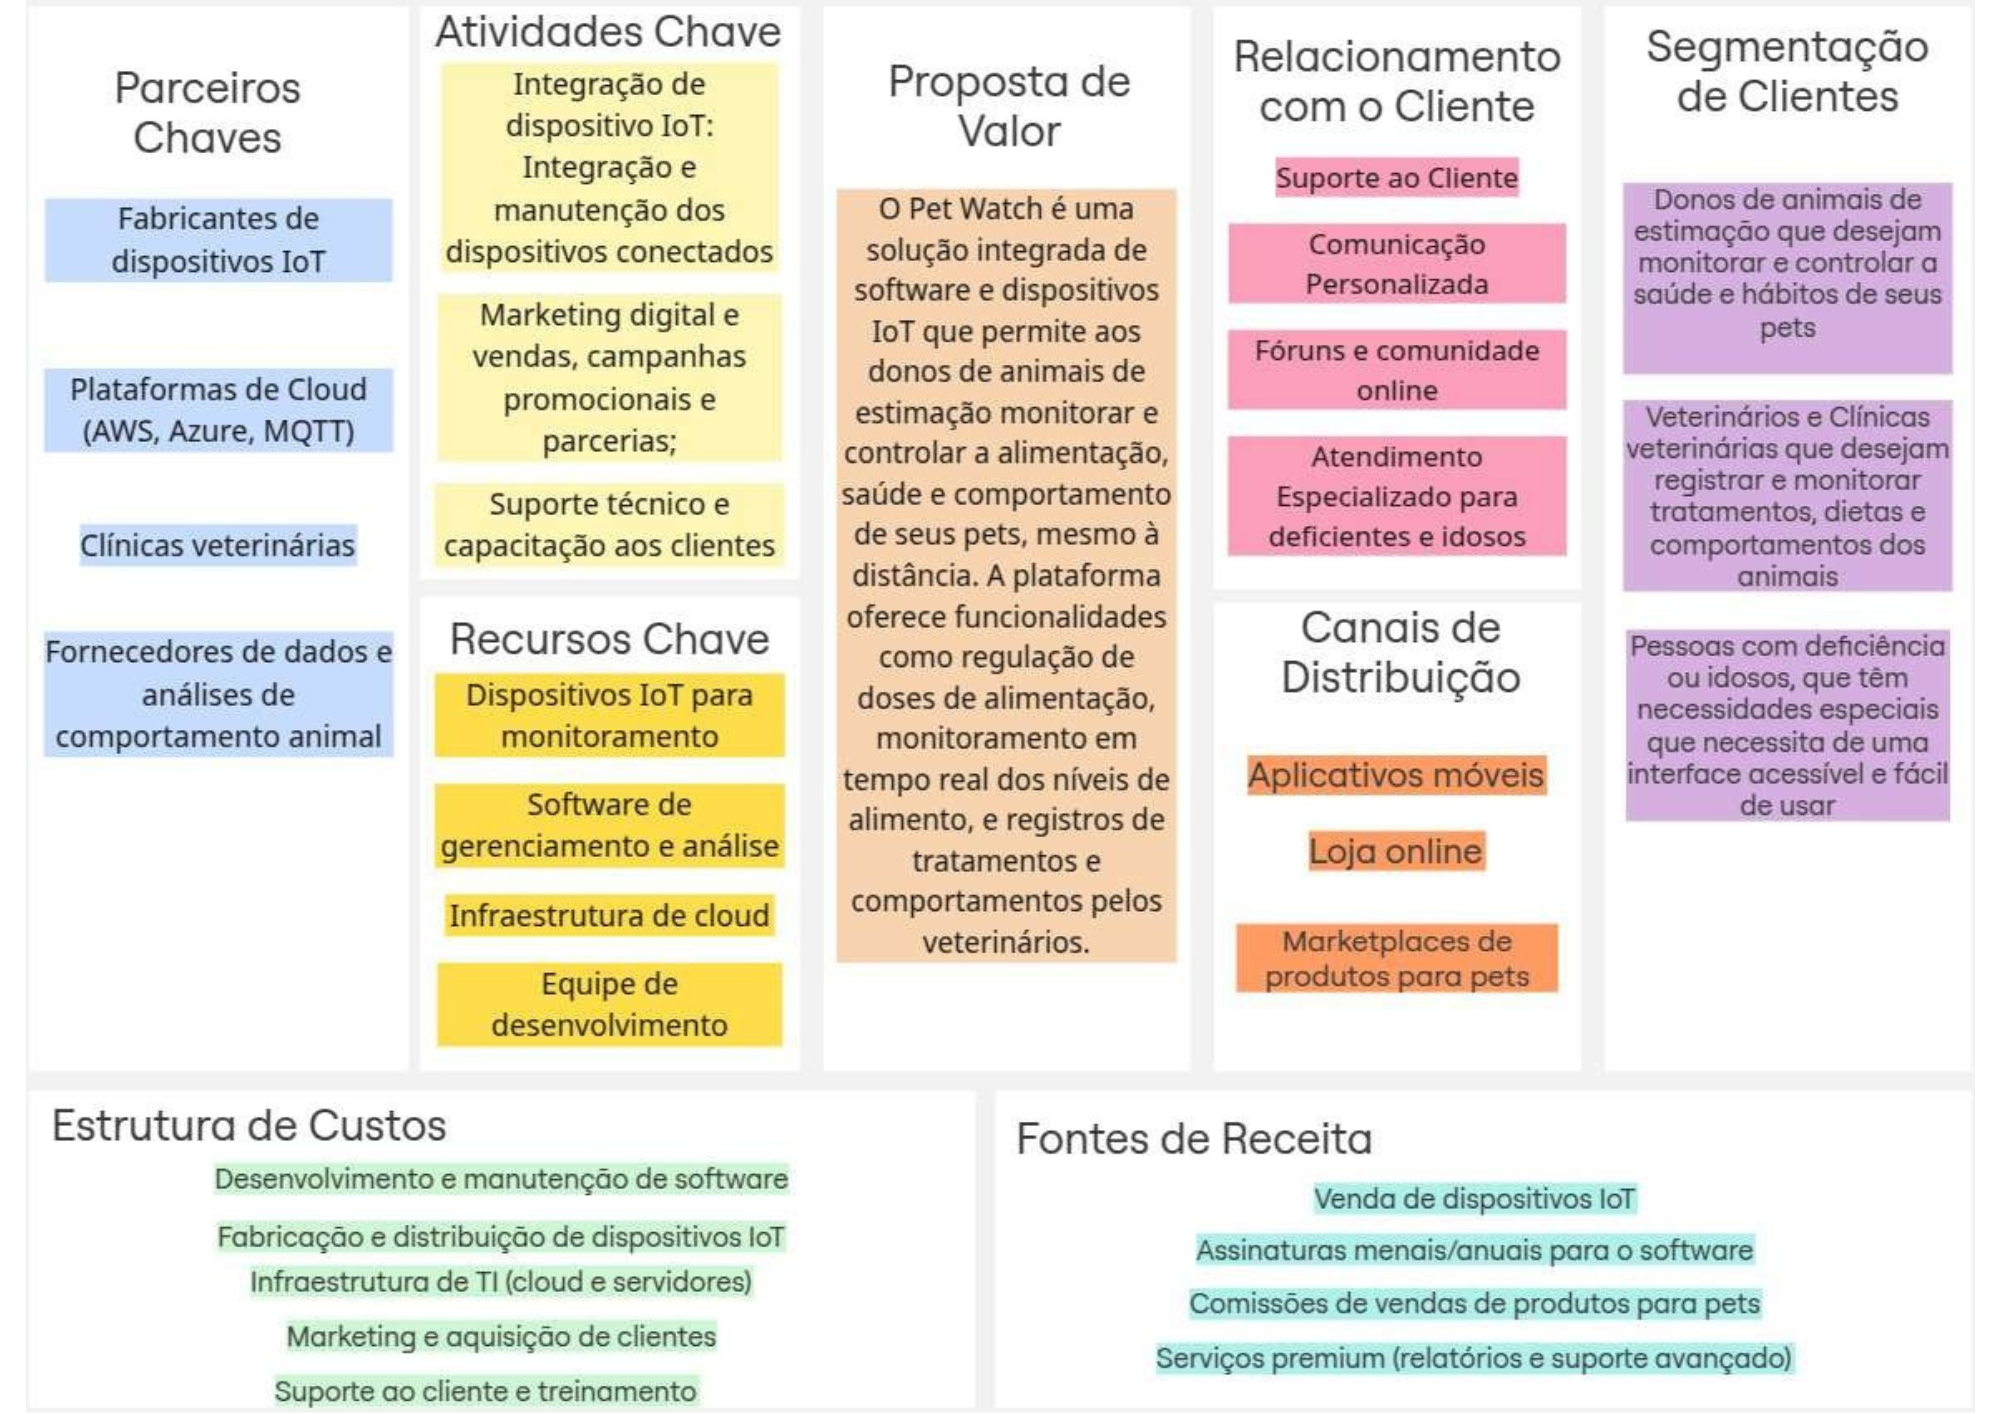 Parceiros
Chaves
Fabricantes de
dispositivos IoT
Plataformas de Cloud
(AWS, Azure, MQTT)
Clínicas veterinárias
Fornecedores de dados e
análises de
comportamento animal
Atividades Chave
Integração de
dispositivo IoT:
Integração e
manutenção dos
dispositivos conectados
Marketing digital e
vendas, campanhas
promocionais e
parcerias;
Suporte técnico e
capacitação aos clientes
Recursos Chave
Dispositivos IoT para
monitoramento
Software de
gerenciamento e análise
Infraestrutura de cloud
Equipe de
desenvolvimento
Proposta de
Valor
O Pet Watch é uma
solução integrada de
software e dispositivos
IoT que permite aos
donos de animais de
estimação monitorar e
controlar a alimentação,
saúde e comportamento
de seus pets, mesmo à
distância. A plataforma
oferece funcionalidades
como regulação de
doses de alimentação,
monitoramento em
tempo real dos níveis de
alimento, e registros de
tratamentos e
comportamentos pelos
veterinários.
Relacionamento
com o Cliente
Suporte ao Cliente
Comunicação
Personalizada
Fóruns e comunidade
online
Atendimento
Especializado para
deficientes e idosos
Canais de
Distribuição
Aplicativos móveis
Loja online
Marketplaces de
produtos para pets
Segmentação
de Clientes
Donos de animais de
estimação que desejam
monitorar e controlar a
saúde e hábitos de seus
pets
Veterinários e Clínicas
veterinárias que desejam
registrar e monitorar
tratamentos, dietas e
comportamentos dos
animais
Pessoas com deficiência
ou idosos, que têm
necessidades especiais
que necessita de uma
interface acessível e fácil
de usar
Estrutura de Custos
Desenvolvimento e manutenção de software
Fabricação e distribuição de dispositivos IoT
Infraestrutura de TI (cloud e servidores)
Marketing e aquisição de clientes
Suporte ao cliente e treinamento
Fontes de Receita
Venda de dispositivos IoT
Assinaturas menais/anuais para o software
Comissões de vendas de produtos para pets
Serviços premium (relatórios e suporte avançado)